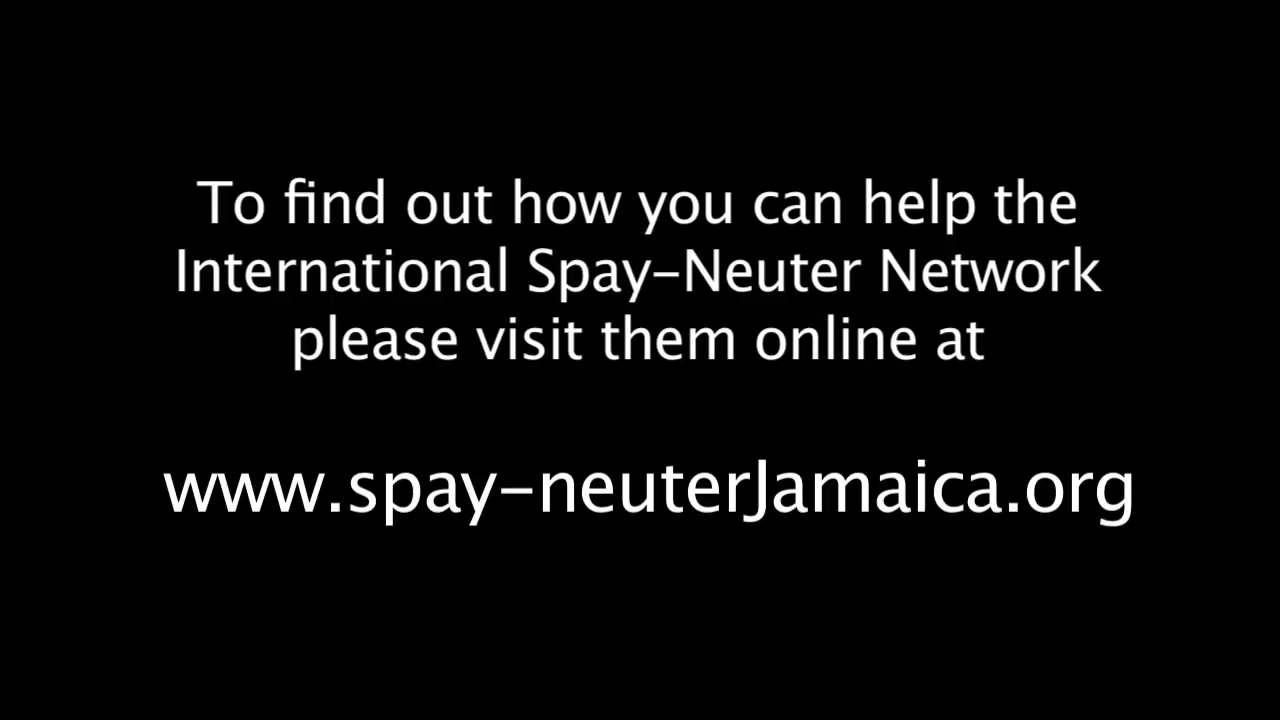 To find out how you can help the
International Spay-Neuter Network
please visit them online at
www.spay-neuterJamaica.org